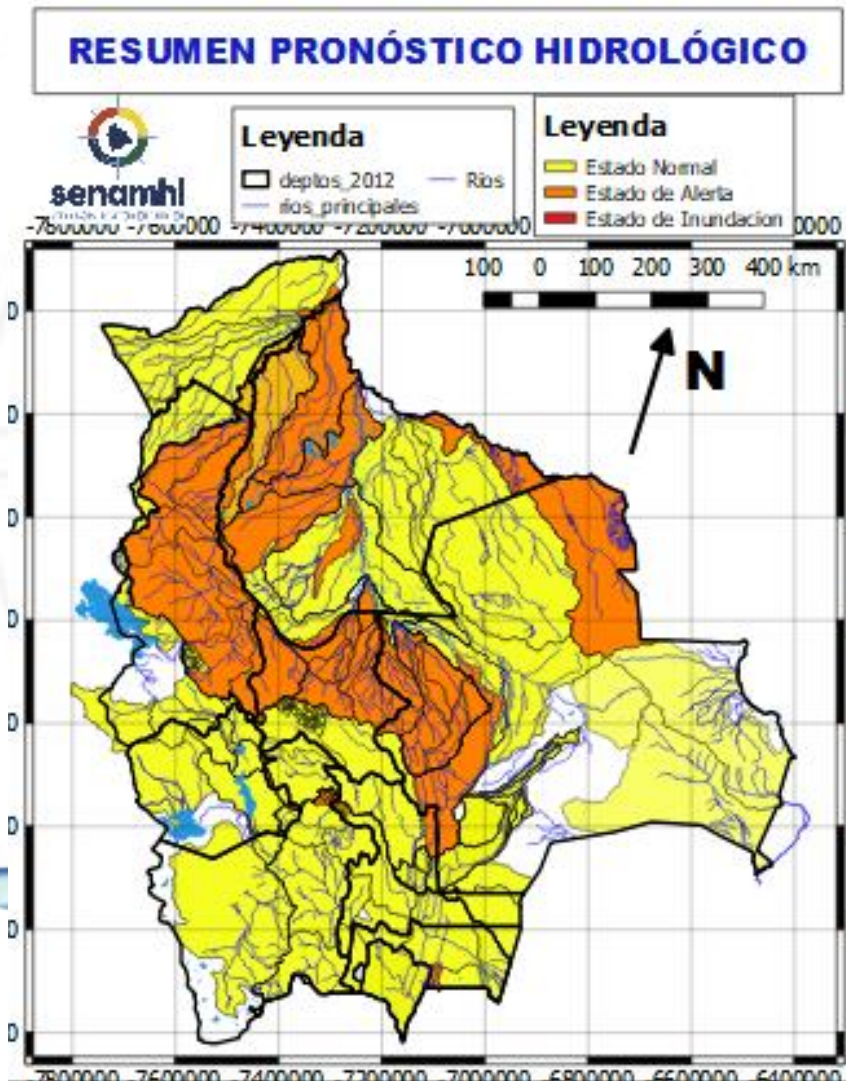 RESUMEN PRONÓSTICO HIDROLÓGICO
senamhi
Leyenda
deptos_2012
Rios
rios_principales
Leyenda
Estado Normal
Estado de Alerta
Estado de Inundacion
-7800000 -7600000 -7400000 -7200000 -7000000
100 0 100 200 300 400 km
N
-7800000 -7600000 -7400000 -7200000 -7000000 -6800000 -6600000 -6400000